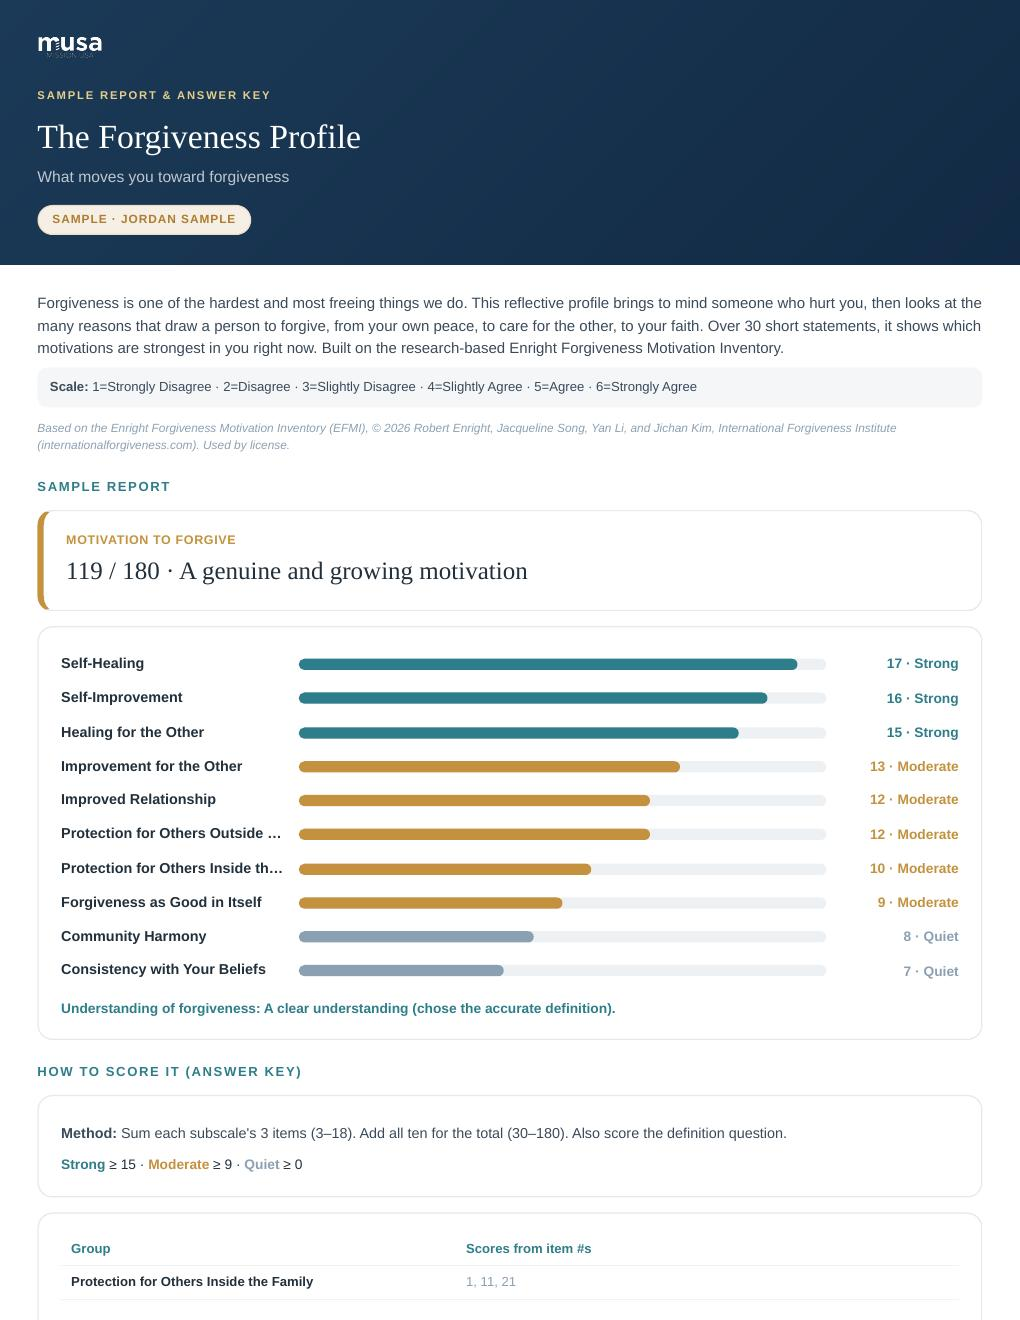 musa
MISSION USA
SAMPLE REPORT & ANSWER KEY
The Forgiveness Profile
What moves you toward forgiveness
SAMPLE · JORDAN SAMPLE
Forgiveness is one of the hardest and most freeing things we do. This reflective profile brings to mind someone who hurt you, then looks at the
many reasons that draw a person to forgive, from your own peace, to care for the other, to your faith. Over 30 short statements, it shows which
motivations are strongest in you right now. Built on the research-based Enright Forgiveness Motivation Inventory.
Scale: 1=Strongly Disagree · 2=Disagree · 3=Slightly Disagree · 4=Slightly Agree · 5=Agree · 6=Strongly Agree
Based on the Enright Forgiveness Motivation Inventory (EFMI), © 2026 Robert Enright, Jacqueline Song, Yan Li, and Jichan Kim, International Forgiveness Institute
(internationalforgiveness.com). Used by license.
SAMPLE REPORT
MOTIVATION TO FORGIVE
119 / 180 · A genuine and growing motivation
Self-Healing 17 · Strong
Self-Improvement 16 · Strong
Healing for the Other 15 · Strong
Improvement for the Other 13 · Moderate
Improved Relationship 12 · Moderate
Protection for Others Outside … 12 · Moderate
Protection for Others Inside th… 10 · Moderate
Forgiveness as Good in Itself 9 · Moderate
Community Harmony 8 · Quiet
Consistency with Your Beliefs 7 · Quiet
Understanding of forgiveness: A clear understanding (chose the accurate definition).
HOW TO SCORE IT (ANSWER KEY)
Method: Sum each subscale's 3 items (3–18). Add all ten for the total (30–180). Also score the definition question.
Strong ≥ 15 · Moderate ≥ 9 · Quiet ≥ 0
Group Scores from item #s
Protection for Others Inside the Family 1, 11, 21